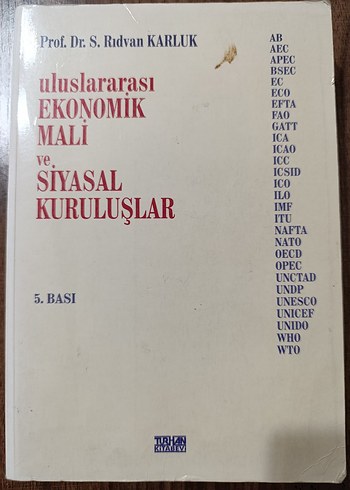 Prof. Dr. S. Rıdvan KARLUK
uluslararası
EKONOMİK
MALİ
ve
SİYASAL
KURULUŞLAR
5. BASI
AB
AEC
APEC
BSEC
EC
ECO
EFTA
FAO
GATT
ICA
ICAO
ICC
ICSID
ICO
ILO
IMF
ITU
NAFTA
NATO
OECD
OPEC
UNCTAD
UNDP
UNESCO
UNICEF
UNIDO
WHO
WTO
TURHAN
KİTABEVİ